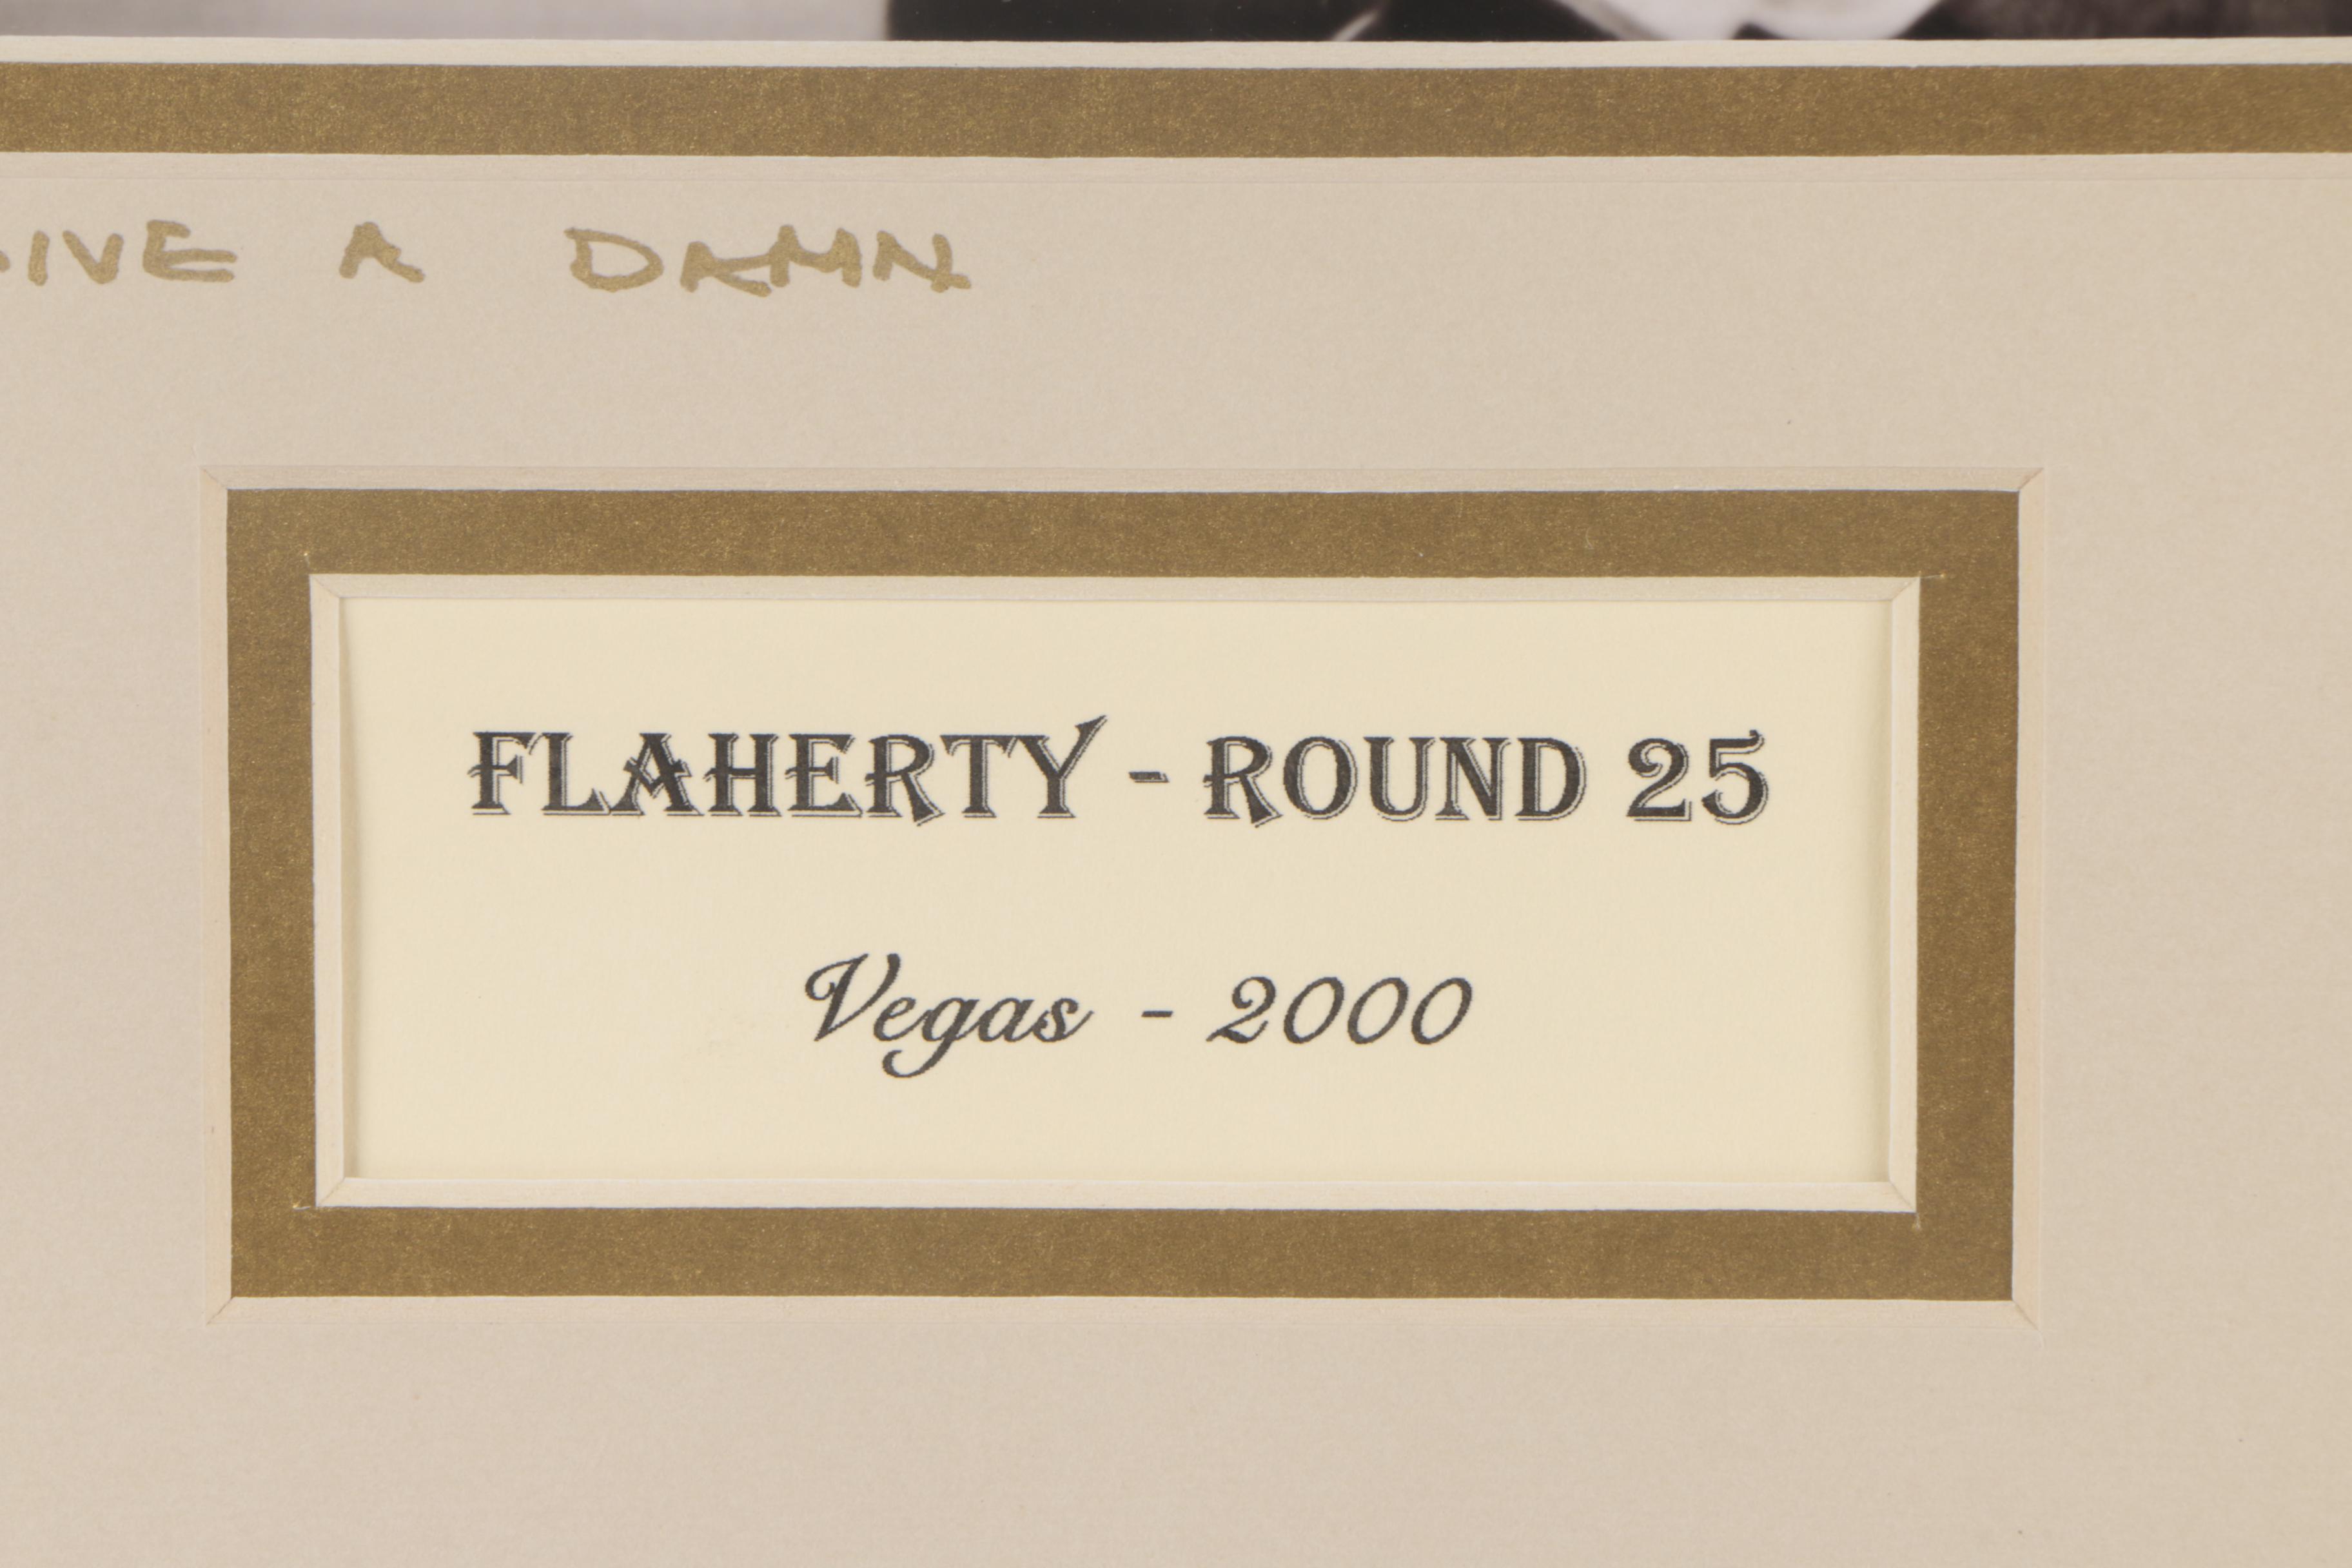 IVE A DAMN
FLAHERTY - ROUND 25
Vegas - 2000